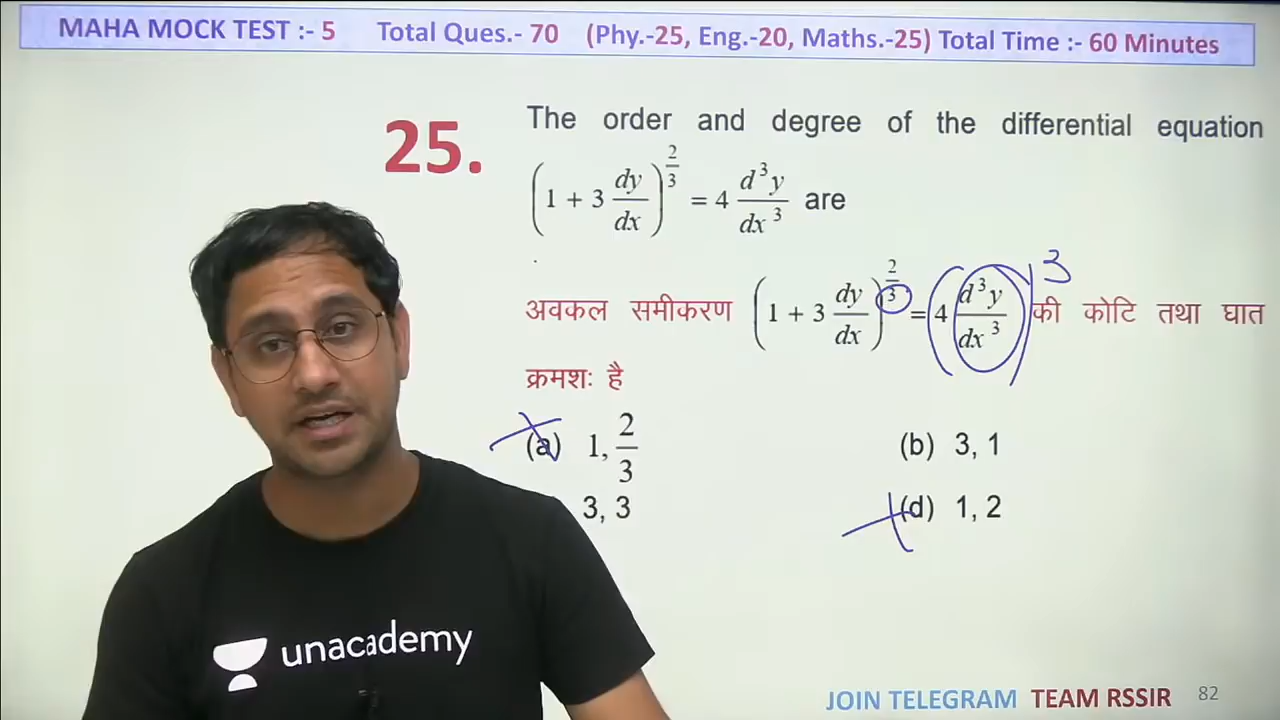 MAHA MOCK TEST :- 5 Total Ques.- 70 (Phy.-25, Eng.-20, Maths.-25) Total Time :- 60 Minutes
25.
The order and degree of the differential equation
(1 + 3 dy/dx)^(2/3) = 4 d³y/dx³ are
अवकल समीकरण (1 + 3 dy/dx)^(2/3) = (4 d³y/dx³)³ की कोटि तथा घात
क्रमशः है
(a) 1, 2/3 (b) 3, 1
3, 3 (d) 1, 2
unacademy
JOIN TELEGRAM TEAM RSSIR 82